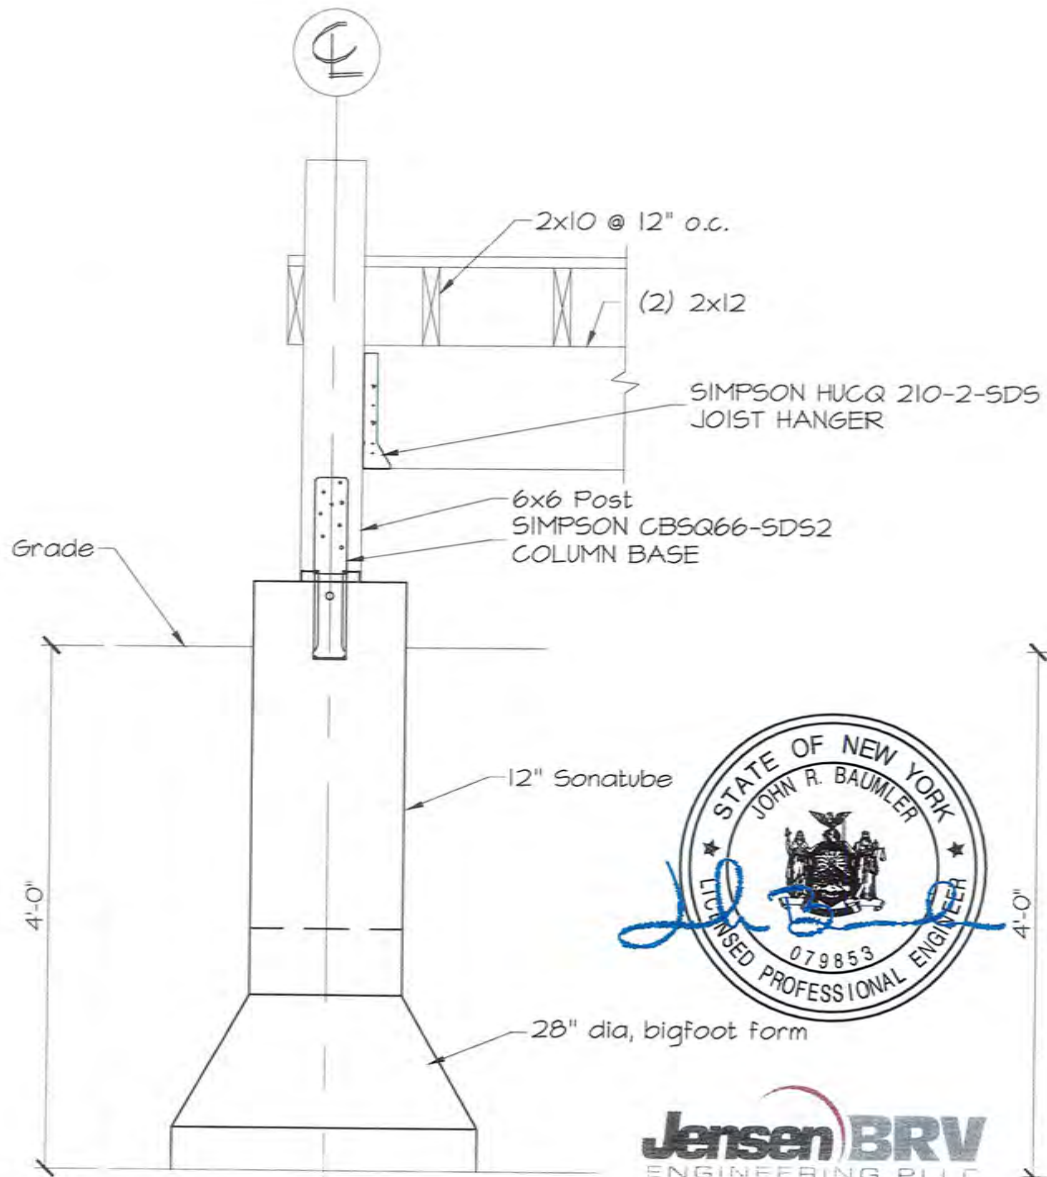 CL
2x10 @ 12" o.c.
(2) 2x12
SIMPSON HUCQ 210-2-SDS
JOIST HANGER
6x6 Post
SIMPSON CBSQ66-SDS2
COLUMN BASE
Grade
12" Sonatube
4'-0"
4'-0"
STATE OF NEW YORK
JOHN R. BAUMLER
079853
LICENSED PROFESSIONAL ENGINEER
28" dia, bigfoot form
Jensen BRV
ENGINEERING PLLC